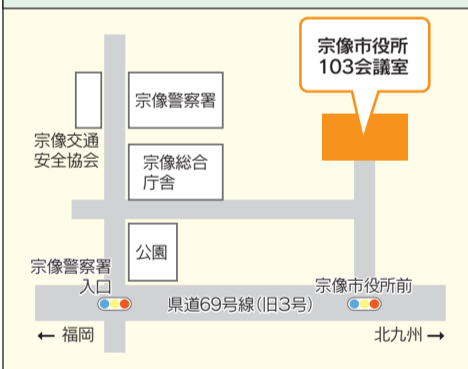 宗像市役所
103会議室
宗像警察署
宗像交通
安全協会
宗像総合
庁舎
公園
宗像警察署
入口
県道69号線(旧3号)
宗像市役所前
← 福岡
北九州 →